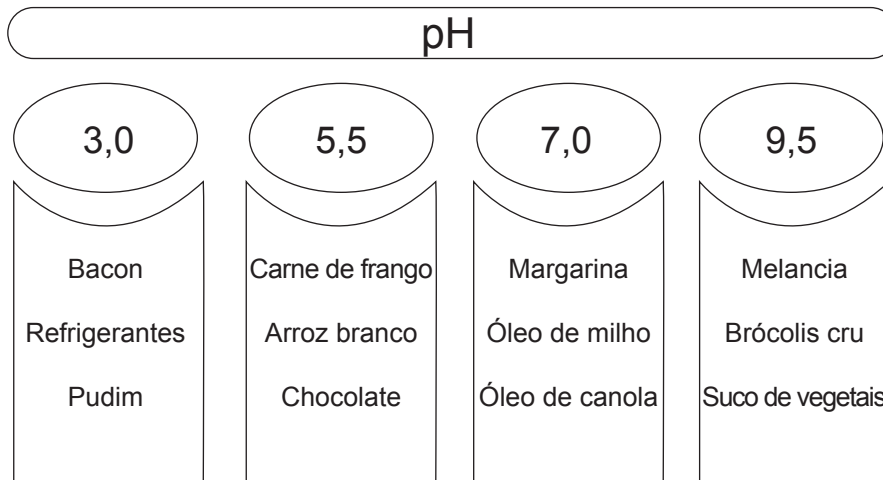 pH
3,0 5,5 7,0 9,5
Bacon Carne de frango Margarina Melancia
Refrigerantes Arroz branco Óleo de milho Brócolis cru
Pudim Chocolate Óleo de canola Suco de vegetais